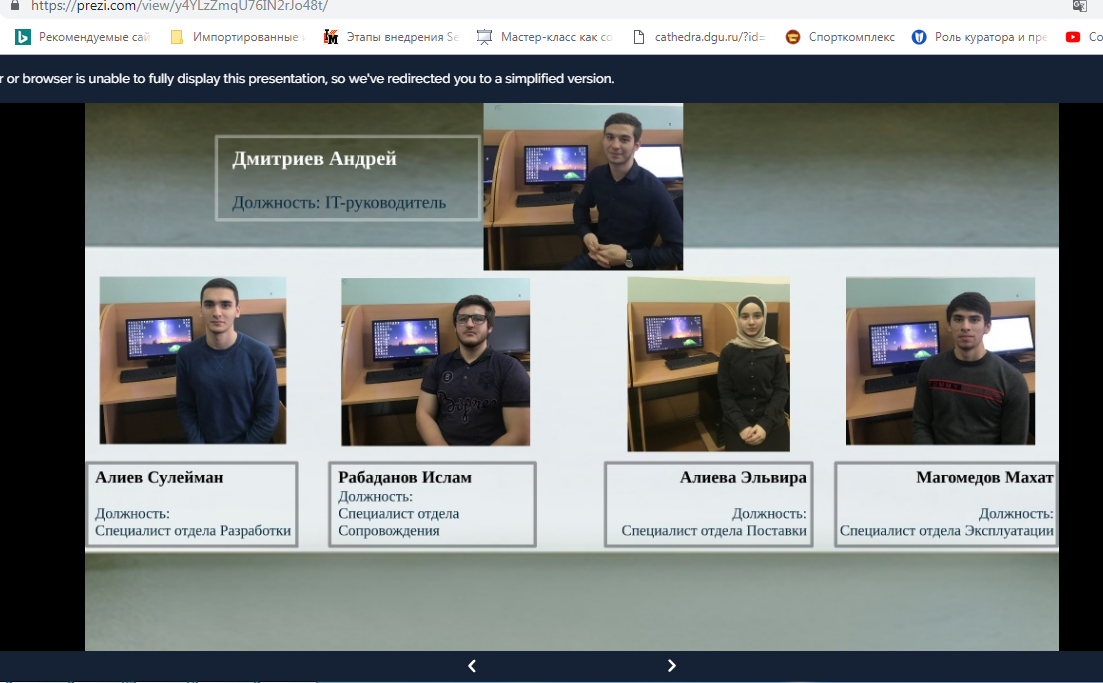 https://prezi.com/view/y4YLzZmqU76IN2rJo48t/
Рекомендуемые сай
Импортированные
Этапы внедрения Se
Мастер-класс как со
cathedra.dgu.ru/?id=
Спорткомплекс
Роль куратора и пре
Со
r or browser is unable to fully display this presentation, so we've redirected you to a simplified version.
Дмитриев Андрей
Должность: IT-руководитель
Алиев Сулейман
Должность:
Специалист отдела Разработки
Рабаданов Ислам
Должность:
Специалист отдела
Сопровождения
Алиева Эльвира
Должность:
Специалист отдела Поставки
Магомедов Махат
Должность:
Специалист отдела Эксплуатации